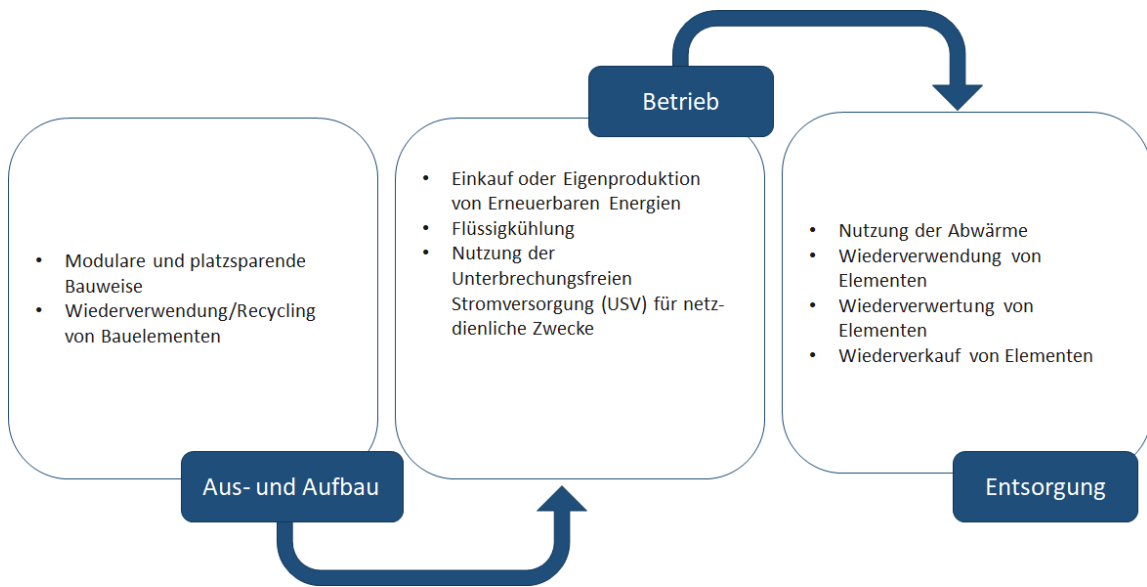 Aus- und Aufbau
• Modulare und platzsparende
Bauweise
• Wiederverwendung/Recycling
von Bauelementen
Betrieb
• Einkauf oder Eigenproduktion
von Erneuerbaren Energien
• Flüssigkühlung
• Nutzung der
Unterbrechungsfreien
Stromversorgung (USV) für netz-
dienliche Zwecke
• Nutzung der Abwärme
• Wiederverwendung von
Elementen
• Wiederverwertung von
Elementen
• Wiederverkauf von Elementen
Entsorgung